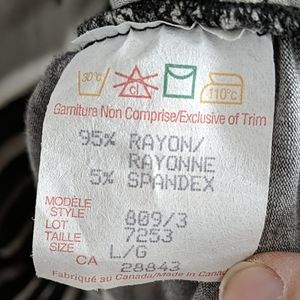 30°C cl 110°C
Garniture Non Comprise/Exclusive of Trim
95% RAYON/
RAYONNE
5% SPANDEX
MODÈLE
STYLE 809/3
LOT 7253
TAILLE
SIZE L/G
CA 28843
Fabriqué au Canada/Made in Canada